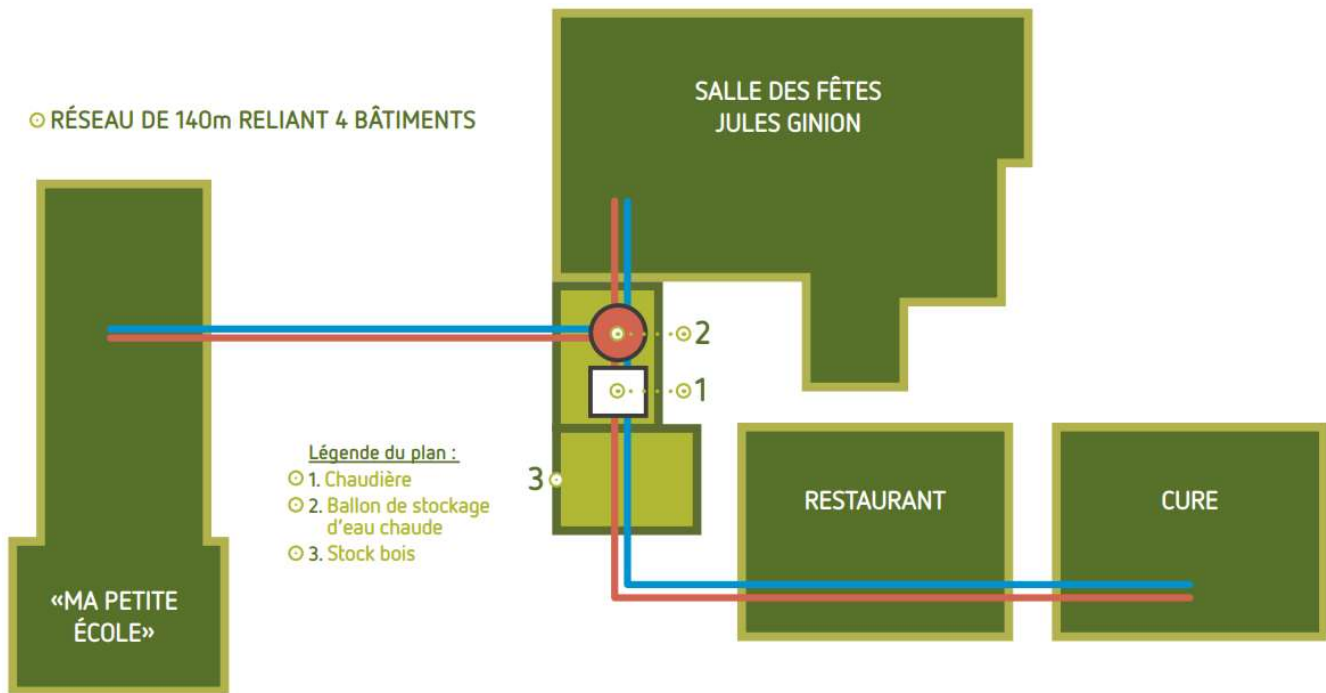 SALLE DES FÊTES
JULES GINION
RÉSEAU DE 140m RELIANT 4 BÂTIMENTS
2
1
Légende du plan :
1. Chaudière
2. Ballon de stockage
d'eau chaude
3. Stock bois
3
RESTAURANT
CURE
«MA PETITE
ÉCOLE»